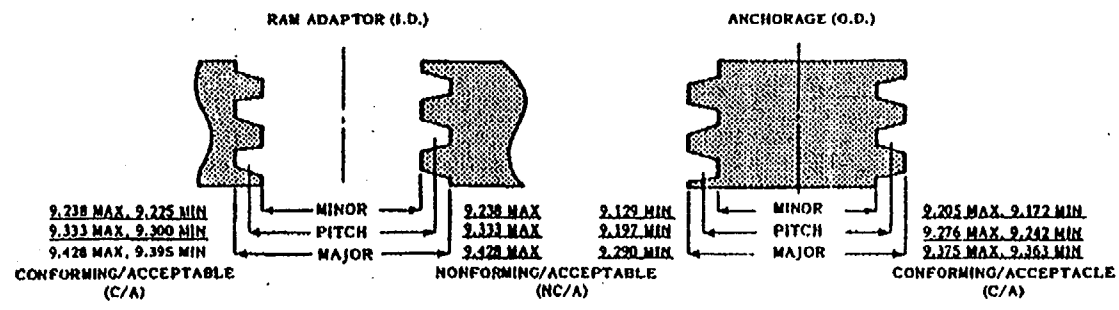 RAM ADAPTOR (I.D.)
ANCHORAGE (O.D.)
9.238 MAX, 9.225 MIN
MINOR
9.238 MAX
9.129 MIN
MINOR
9.205 MAX, 9.172 MIN
9.333 MAX, 9.300 MIN
PITCH
9.333 MAX
9.197 MIN
PITCH
9.276 MAX, 9.242 MIN
9.428 MAX, 9.395 MIN
MAJOR
9.428 MAX
9.290 MIN
MAJOR
9.375 MAX, 9.363 MIN
CONFORMING/ACCEPTABLE
(C/A)
NONFORMING/ACCEPTABLE
(NC/A)
CONFORMING/ACCEPTACLE
(C/A)